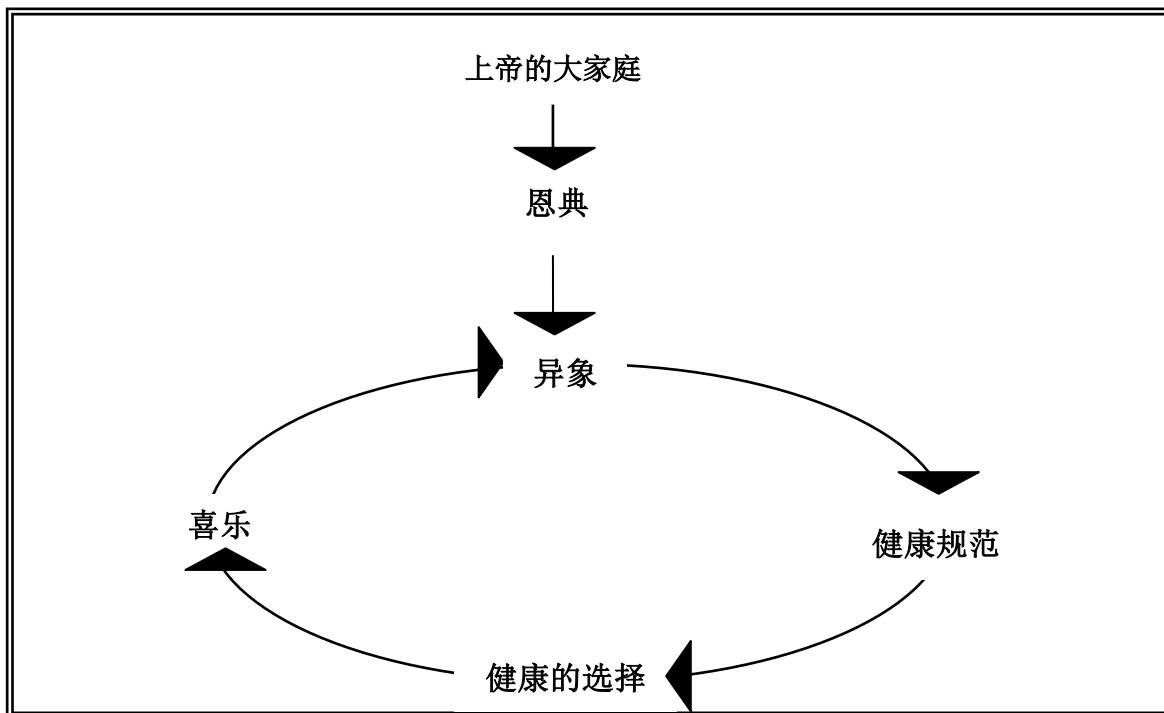 上帝的大家庭
恩典
异象
喜乐
健康规范
健康的选择